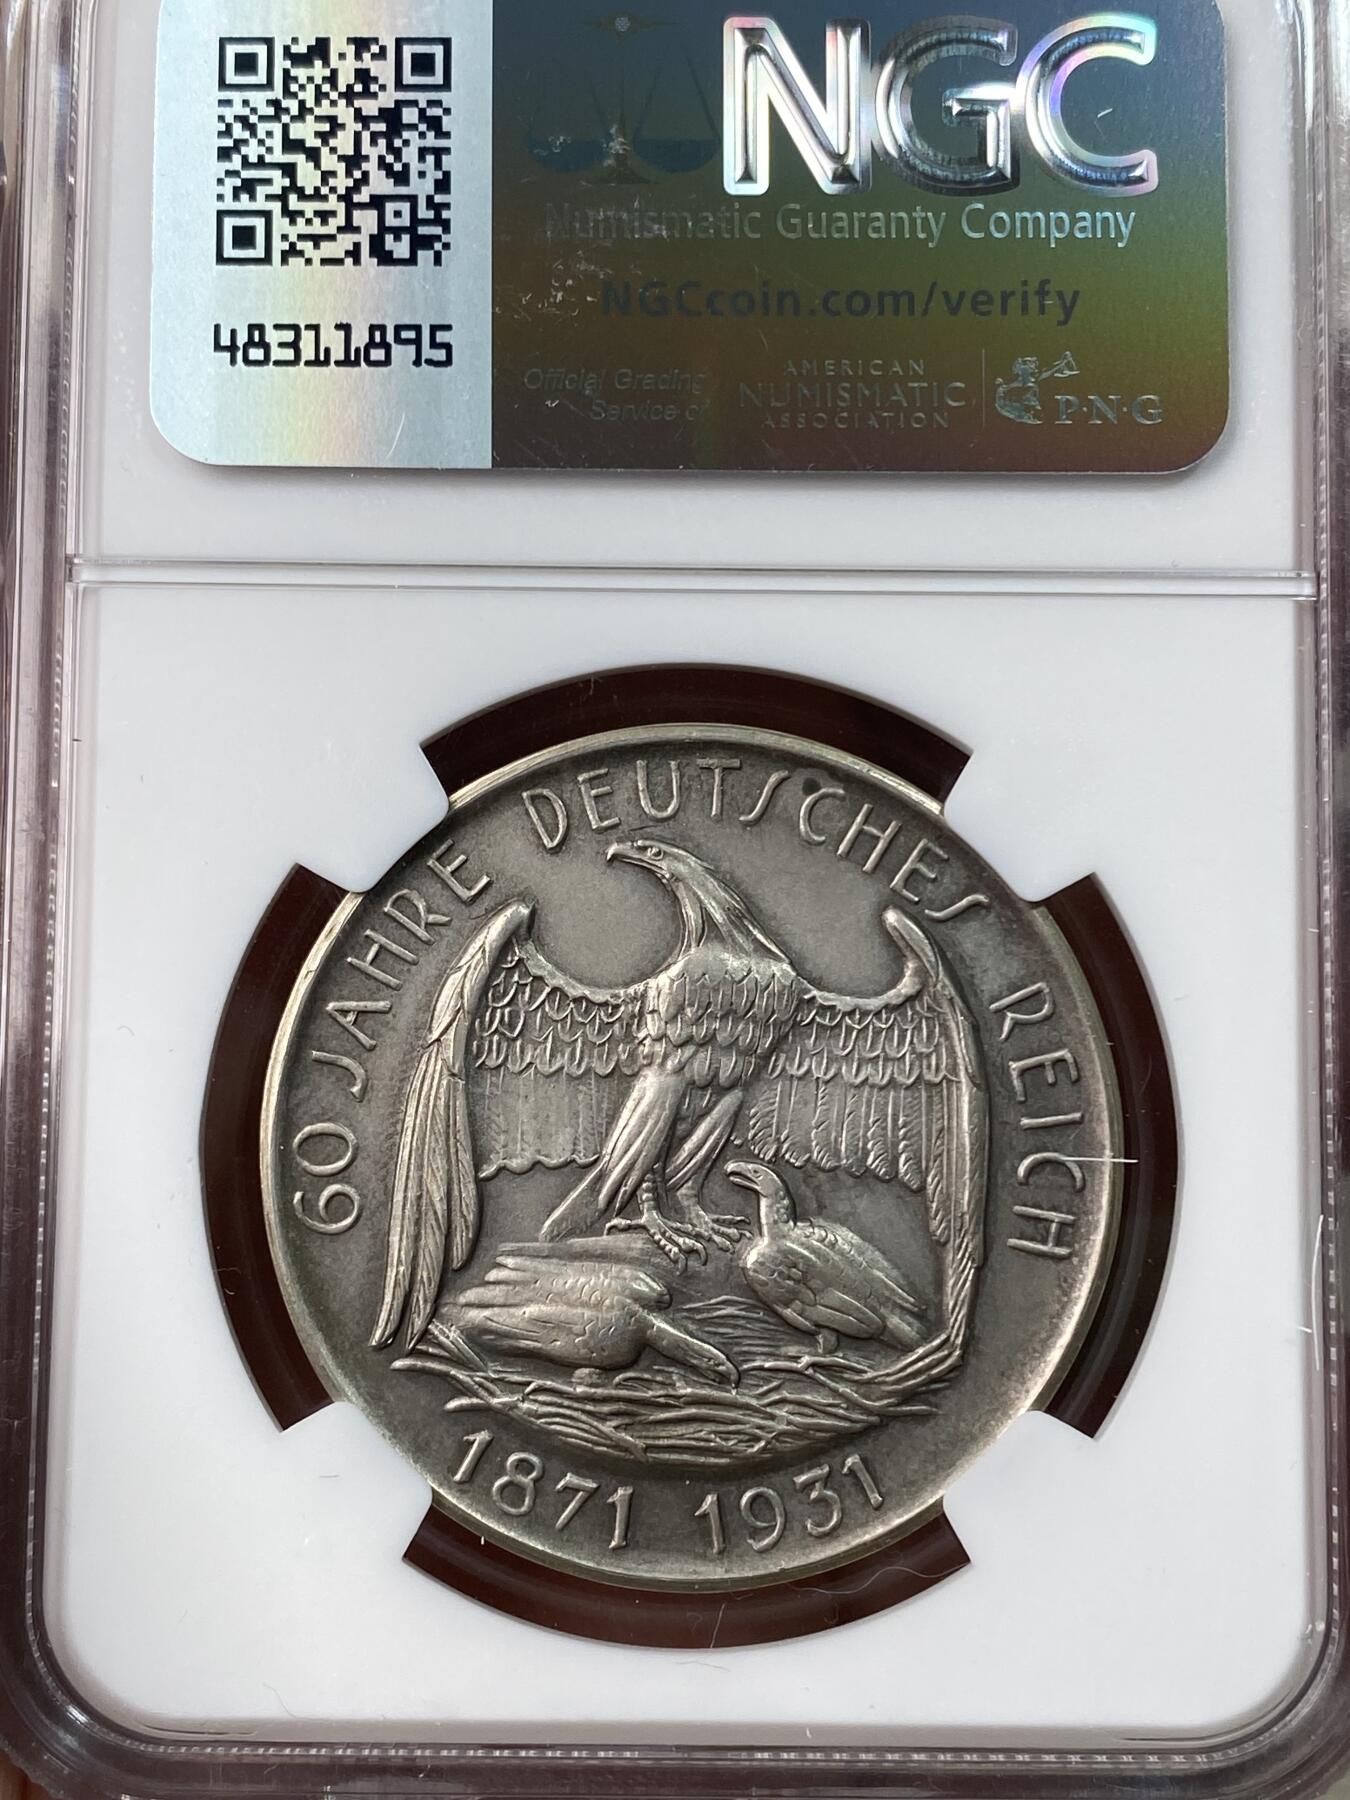 NGC
Numismatic Guaranty Company
NGCcoin.com/verify
48311895
Official Grading
Service of
AMERICAN
NUMISMATIC
ASSOCIATION
P·N·G
60 JAHRE DEUTSCHES REICH
1871 1931